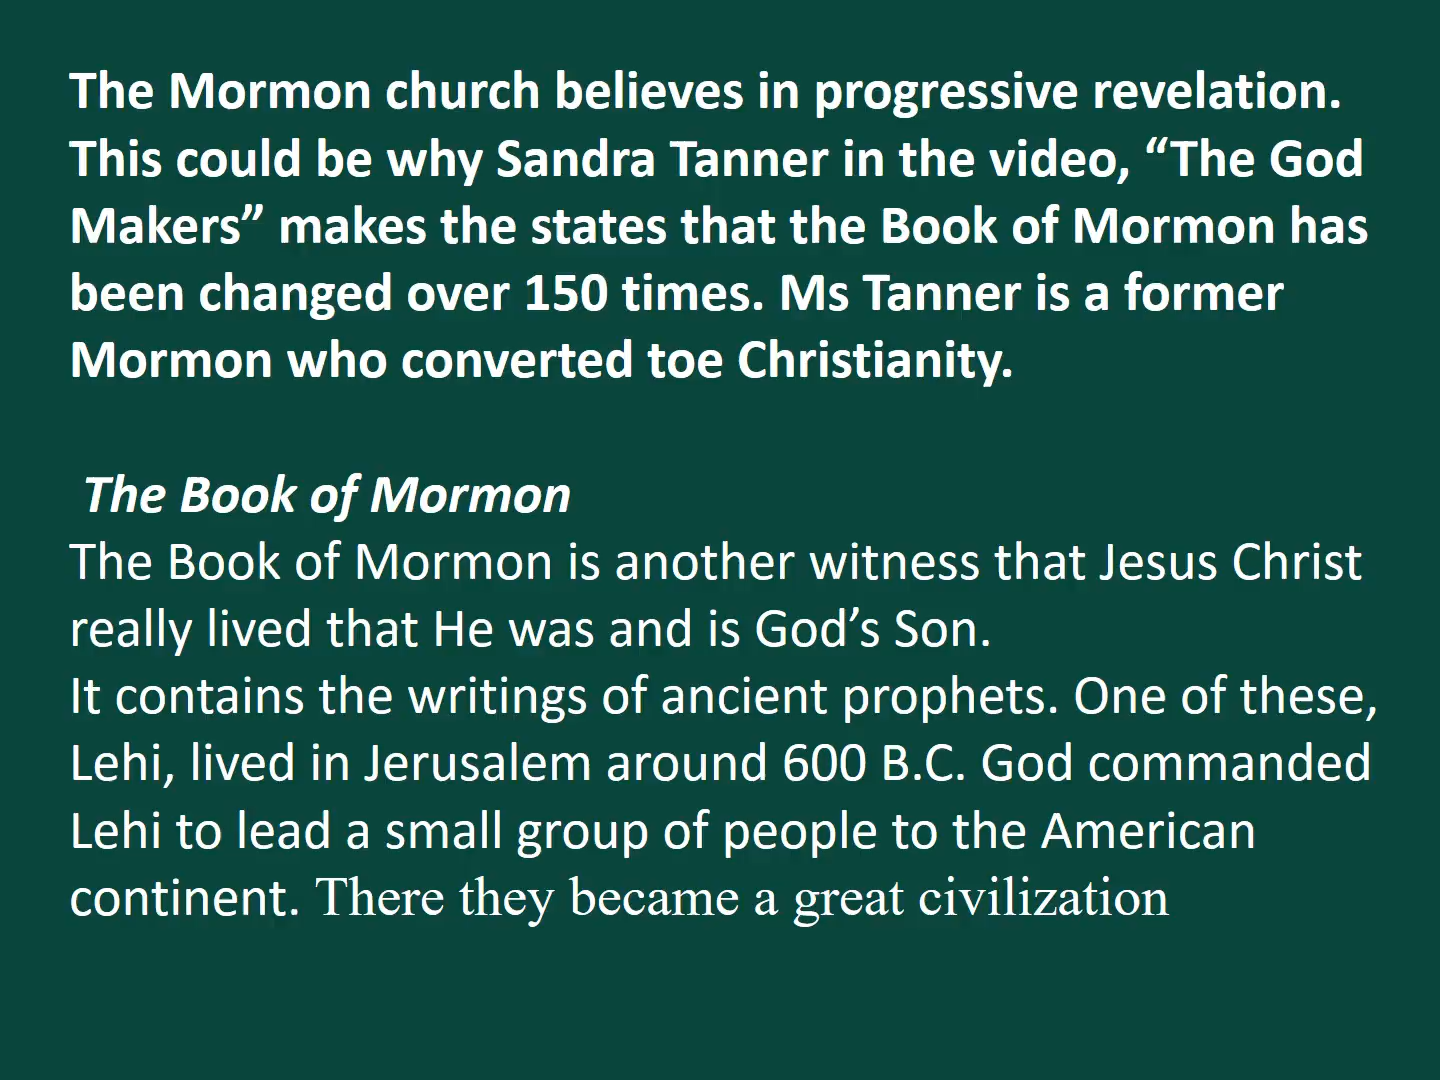 The Mormon church believes in progressive revelation.
This could be why Sandra Tanner in the video, “The God
Makers” makes the states that the Book of Mormon has
been changed over 150 times. Ms Tanner is a former
Mormon who converted toe Christianity.
The Book of Mormon
The Book of Mormon is another witness that Jesus Christ
really lived that He was and is God’s Son.
It contains the writings of ancient prophets. One of these,
Lehi, lived in Jerusalem around 600 B.C. God commanded
Lehi to lead a small group of people to the American
continent. There they became a great civilization